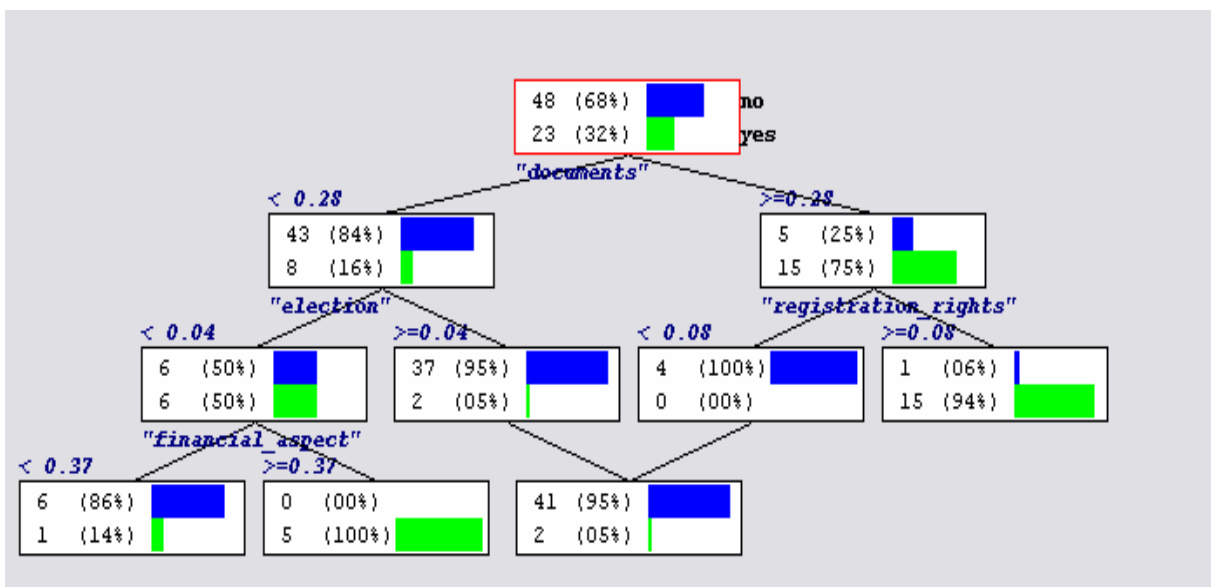 48 (68%) no
23 (32%) yes
"documents"
< 0.28 >=0.28
43 (84%) 5 (25%)
8 (16%) 15 (75%)
"election" "registration_rights"
< 0.04 >=0.04 < 0.08 >=0.08
6 (50%) 37 (95%) 4 (100%) 1 (06%)
6 (50%) 2 (05%) 0 (00%) 15 (94%)
"financial_aspect"
< 0.37 >=0.37
6 (86%) 0 (00%) 41 (95%)
1 (14%) 5 (100%) 2 (05%)